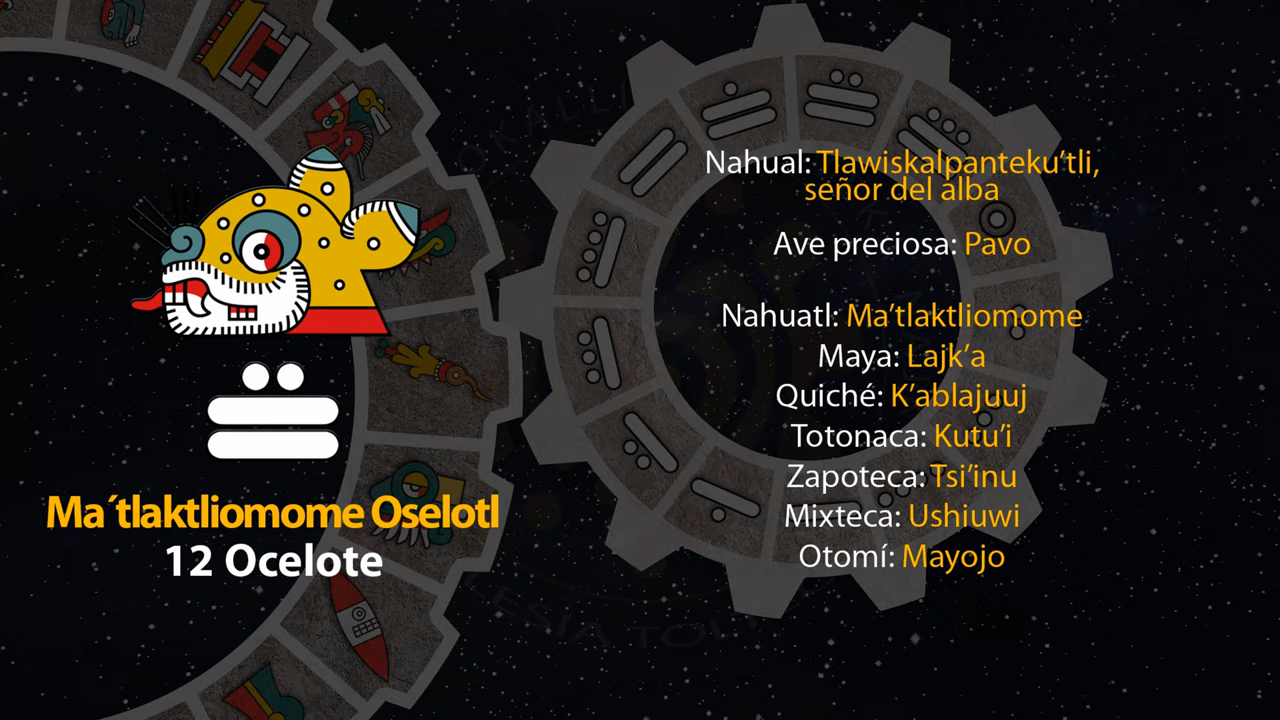 Ma´tlaktliomome Oselotl
12 Ocelote
Nahual: Tlawiskalpanteku’tli,
señor del alba
Ave preciosa: Pavo
Nahuatl: Ma’tlaktliomome
Maya: Lajk’a
Quiché: K’ablajuuj
Totonaca: Kutu’i
Zapoteca: Tsi’inu
Mixteca: Ushiuwi
Otomí: Mayojo